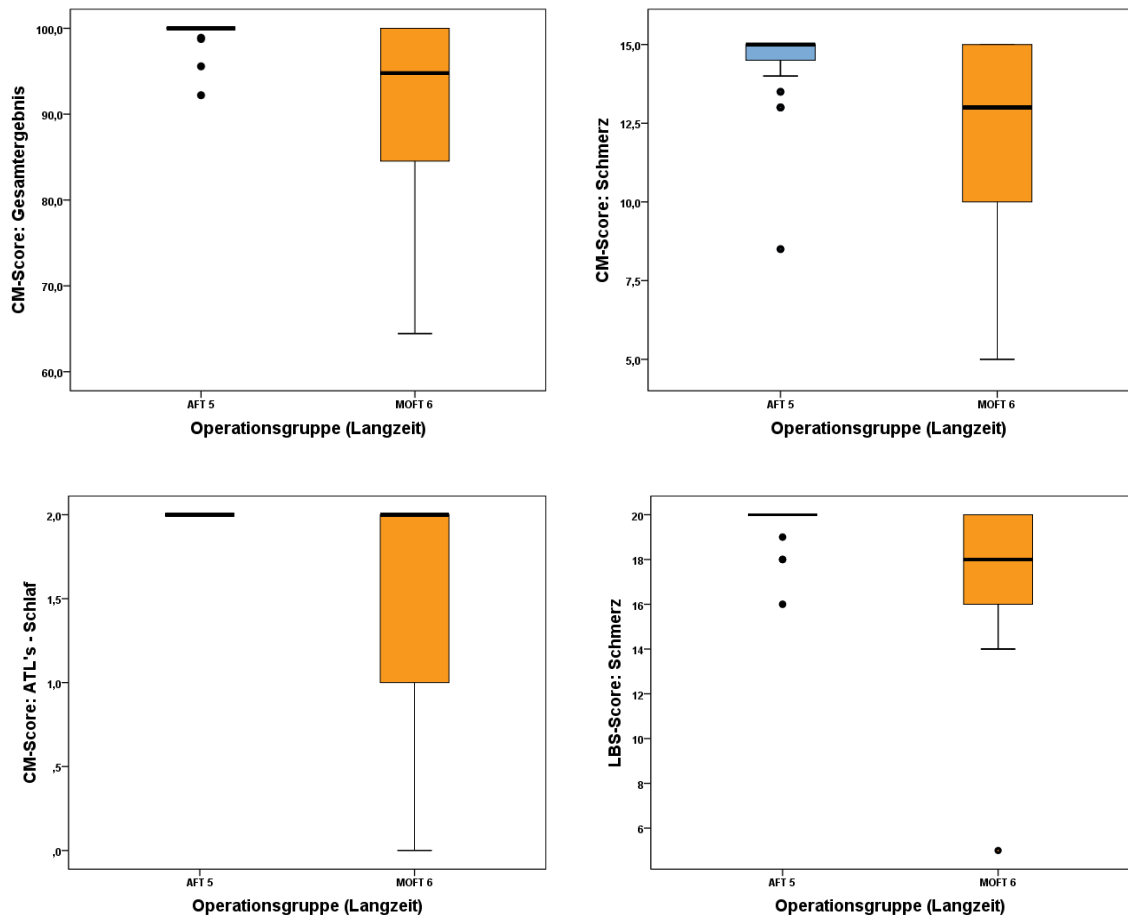 CM-Score: Gesamtergebnis
100,0
90,0
80,0
70,0
60,0
AFT 5
MOFT 6
Operationsgruppe (Langzeit)
CM-Score: Schmerz
15,0
12,5
10,0
7,5
5,0
AFT 5
MOFT 6
Operationsgruppe (Langzeit)
CM-Score: ATL's - Schlaf
2,0
1,5
1,0
,5
,0
AFT 5
MOFT 6
Operationsgruppe (Langzeit)
LBS-Score: Schmerz
20
18
16
14
12
10
8
6
AFT 5
MOFT 6
Operationsgruppe (Langzeit)